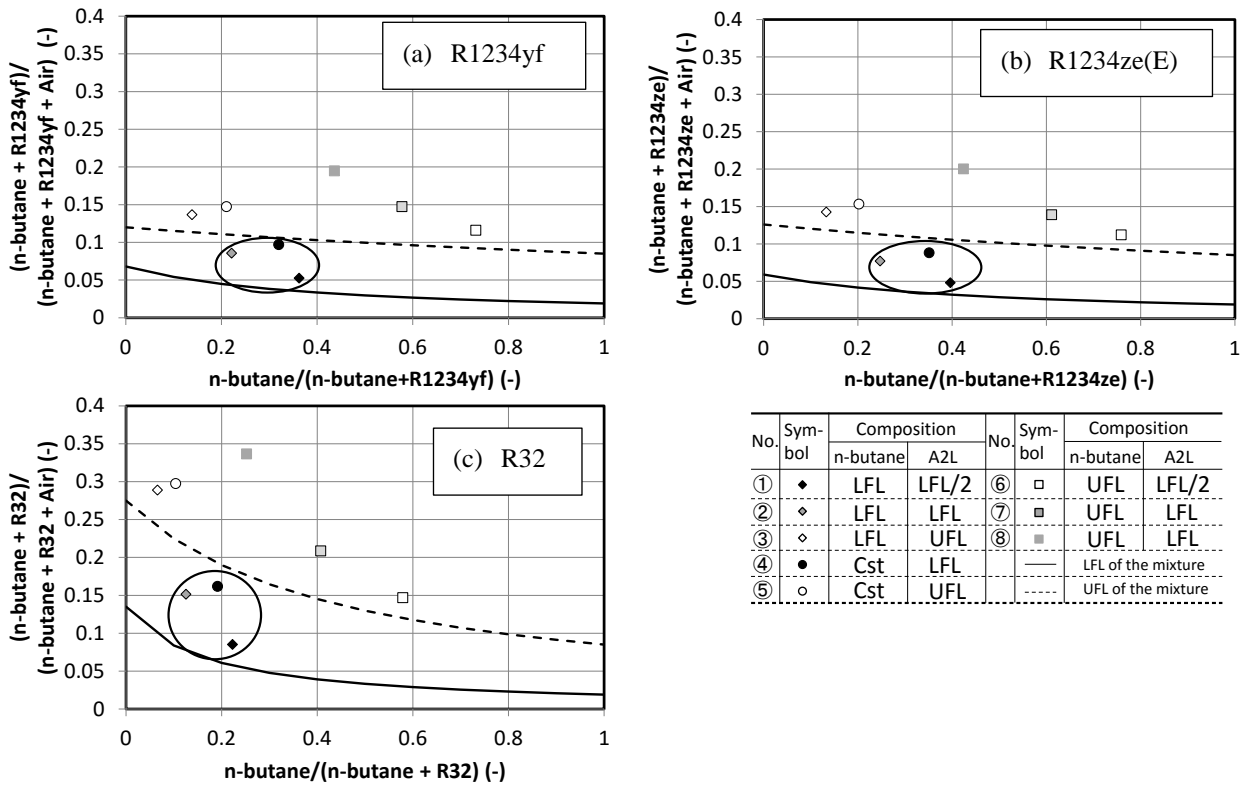 (n-butane + R1234yf)/
(n-butane + R1234yf + Air) (-)
0.4
0.35
0.3
0.25
0.2
0.15
0.1
0.05
0
(a) R1234yf
0 0.2 0.4 0.6 0.8 1
n-butane/(n-butane+R1234yf) (-)
(n-butane + R1234ze)/
(n-butane + R1234ze + Air) (-)
0.4
0.35
0.3
0.25
0.2
0.15
0.1
0.05
0
(b) R1234ze(E)
0 0.2 0.4 0.6 0.8 1
n-butane/(n-butane+R1234ze) (-)
(n-butane + R32)/
(n-butane + R32 + Air) (-)
0.4
0.35
0.3
0.25
0.2
0.15
0.1
0.05
0
(c) R32
0 0.2 0.4 0.6 0.8 1
n-butane/(n-butane + R32) (-)
No. Sym-bol Composition No. Sym-bol Composition
n-butane A2L n-butane A2L
① LFL LFL/2 ⑥ UFL LFL/2
② LFL LFL ⑦ UFL LFL
③ LFL UFL ⑧ UFL LFL
④ Cst LFL LFL of the mixture
⑤ Cst UFL UFL of the mixture